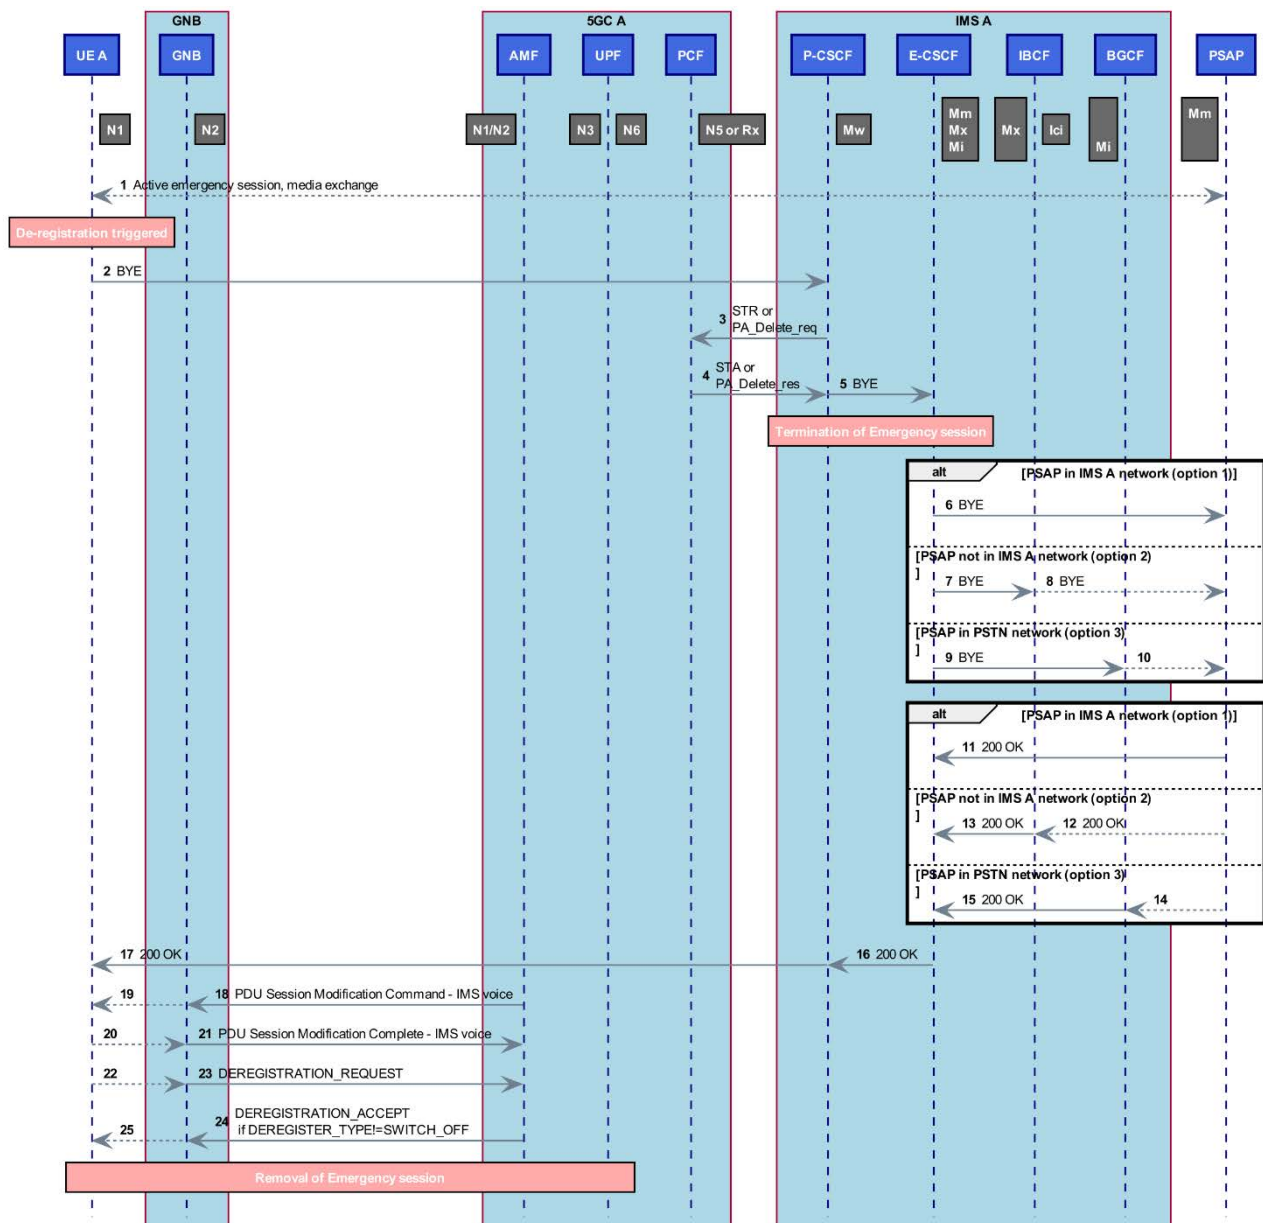 GNB
5GC A
IMS A
UE A
GNB
AMF
UPF
PCF
P-CSCF
E-CSCF
IBCF
BGCF
PSAP
N1
N2
N1/N2
N3
N6
N5 or Rx
Mw
Mm
Mx
Mi
Mx
Ici
Mi
Mm
1 Active emergency session, media exchange
De-registration triggered
2 BYE
3 STR or
PA_Delete_req
4 STA or
PA_Delete_res
5 BYE
Termination of Emergency session
alt [PSAP in IMS A network (option 1)]
6 BYE
[PSAP not in IMS A network (option 2)
]
7 BYE
8 BYE
[PSAP in PSTN network (option 3)
]
9 BYE
10
alt [PSAP in IMS A network (option 1)]
11 200 OK
[PSAP not in IMS A network (option 2)
]
13 200 OK
12 200 OK
[PSAP in PSTN network (option 3)
]
15 200 OK
14
17 200 OK
16 200 OK
19
18 PDU Session Modification Command - IMS voice
20
21 PDU Session Modification Complete - IMS voice
22
23 DEREGISTRATION_REQUEST
25
24 DEREGISTRATION_ACCEPT
if DEREGISTER_TYPE!=SWITCH_OFF
Removal of Emergency session